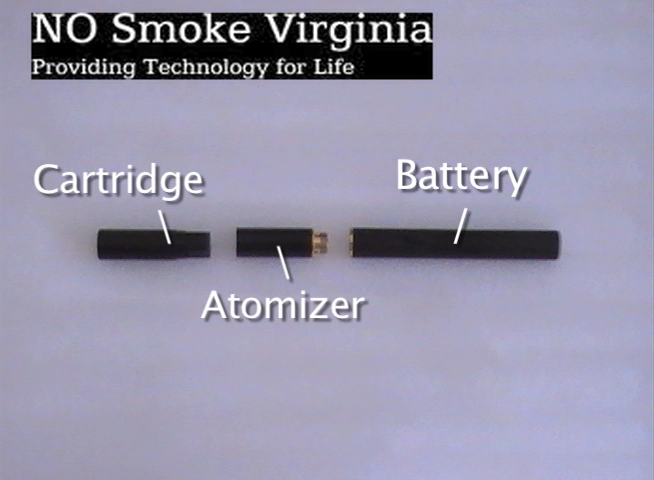 NO Smoke Virginia
Providing Technology for Life
Cartridge
Battery
Atomizer